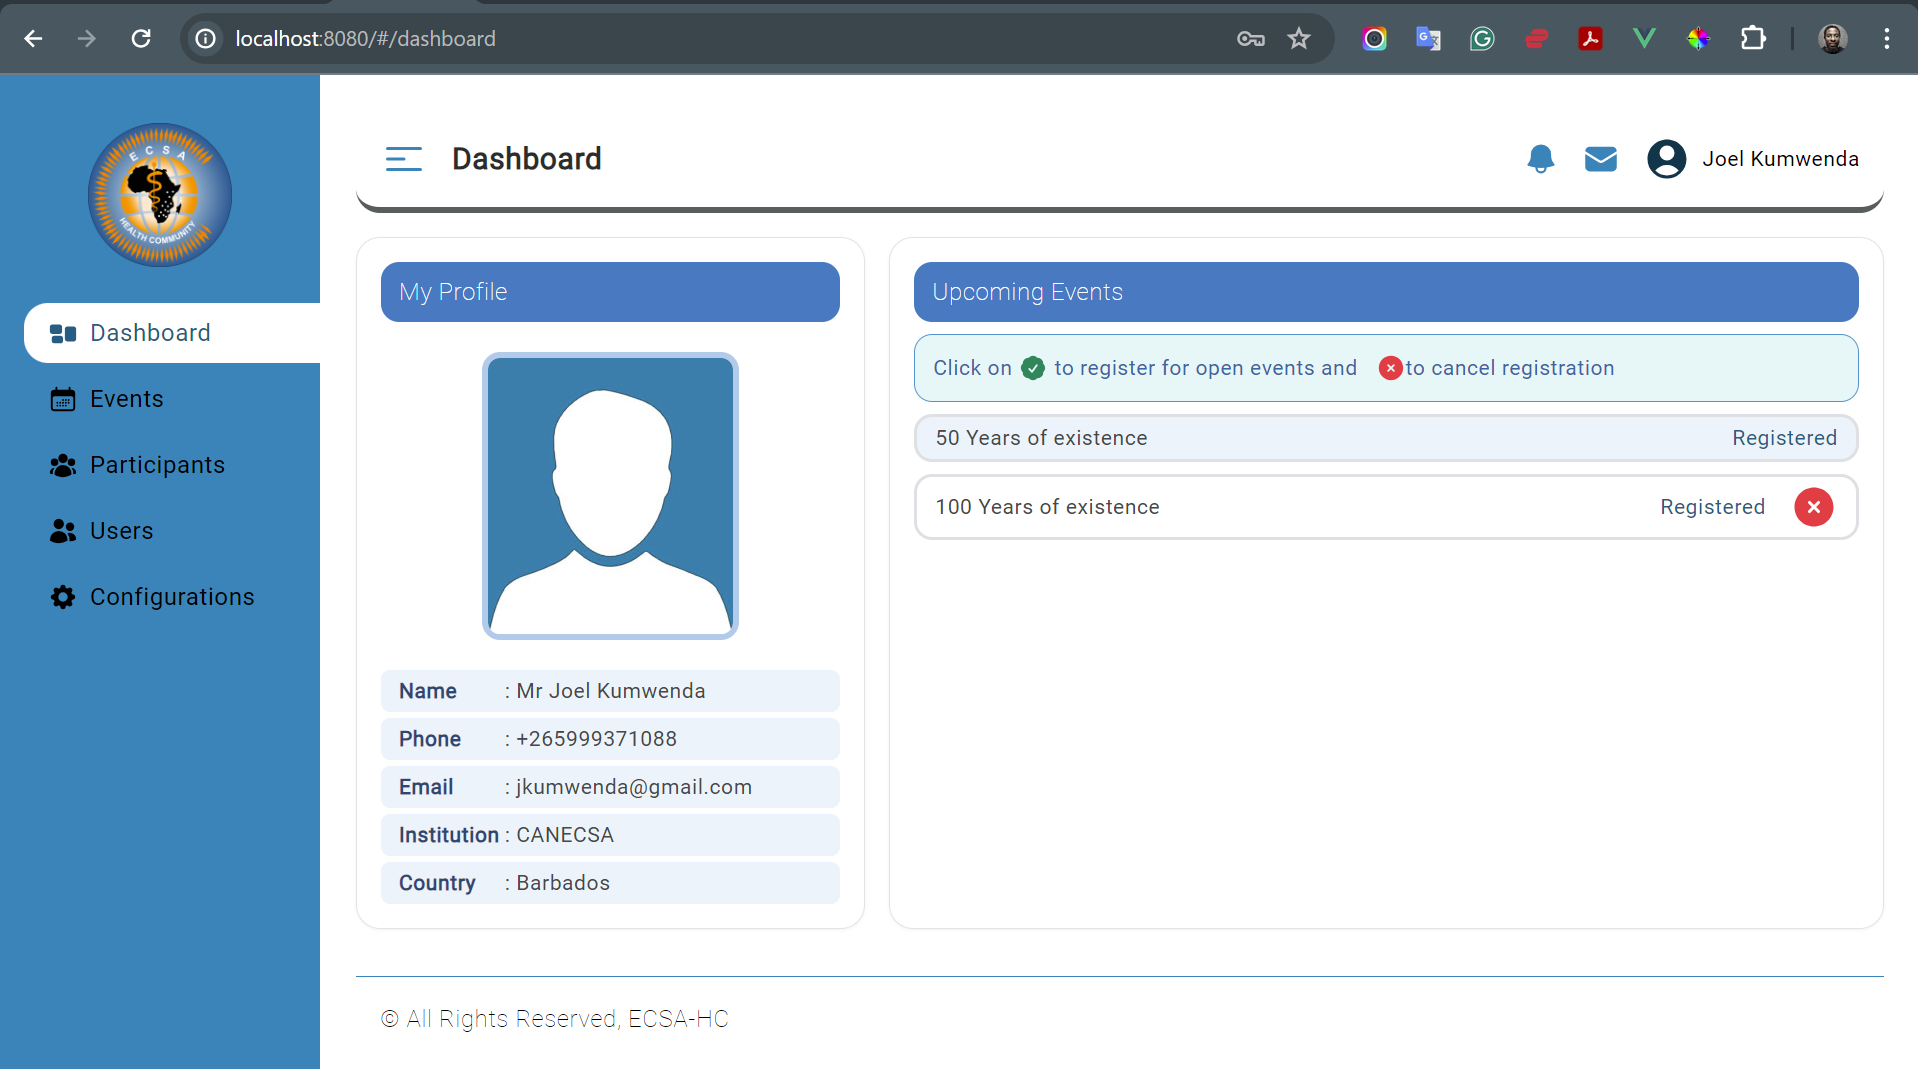 localhost:8080/#/dashboard
ECSA
HEALTH COMMUNITY
Dashboard
Events
Participants
Users
Configurations
Dashboard
Joel Kumwenda
My Profile
Name : Mr Joel Kumwenda
Phone : +265999371088
Email : jkumwenda@gmail.com
Institution : CANECSA
Country : Barbados
Upcoming Events
Click on to register for open events and to cancel registration
50 Years of existence Registered
100 Years of existence Registered
© All Rights Reserved, ECSA-HC